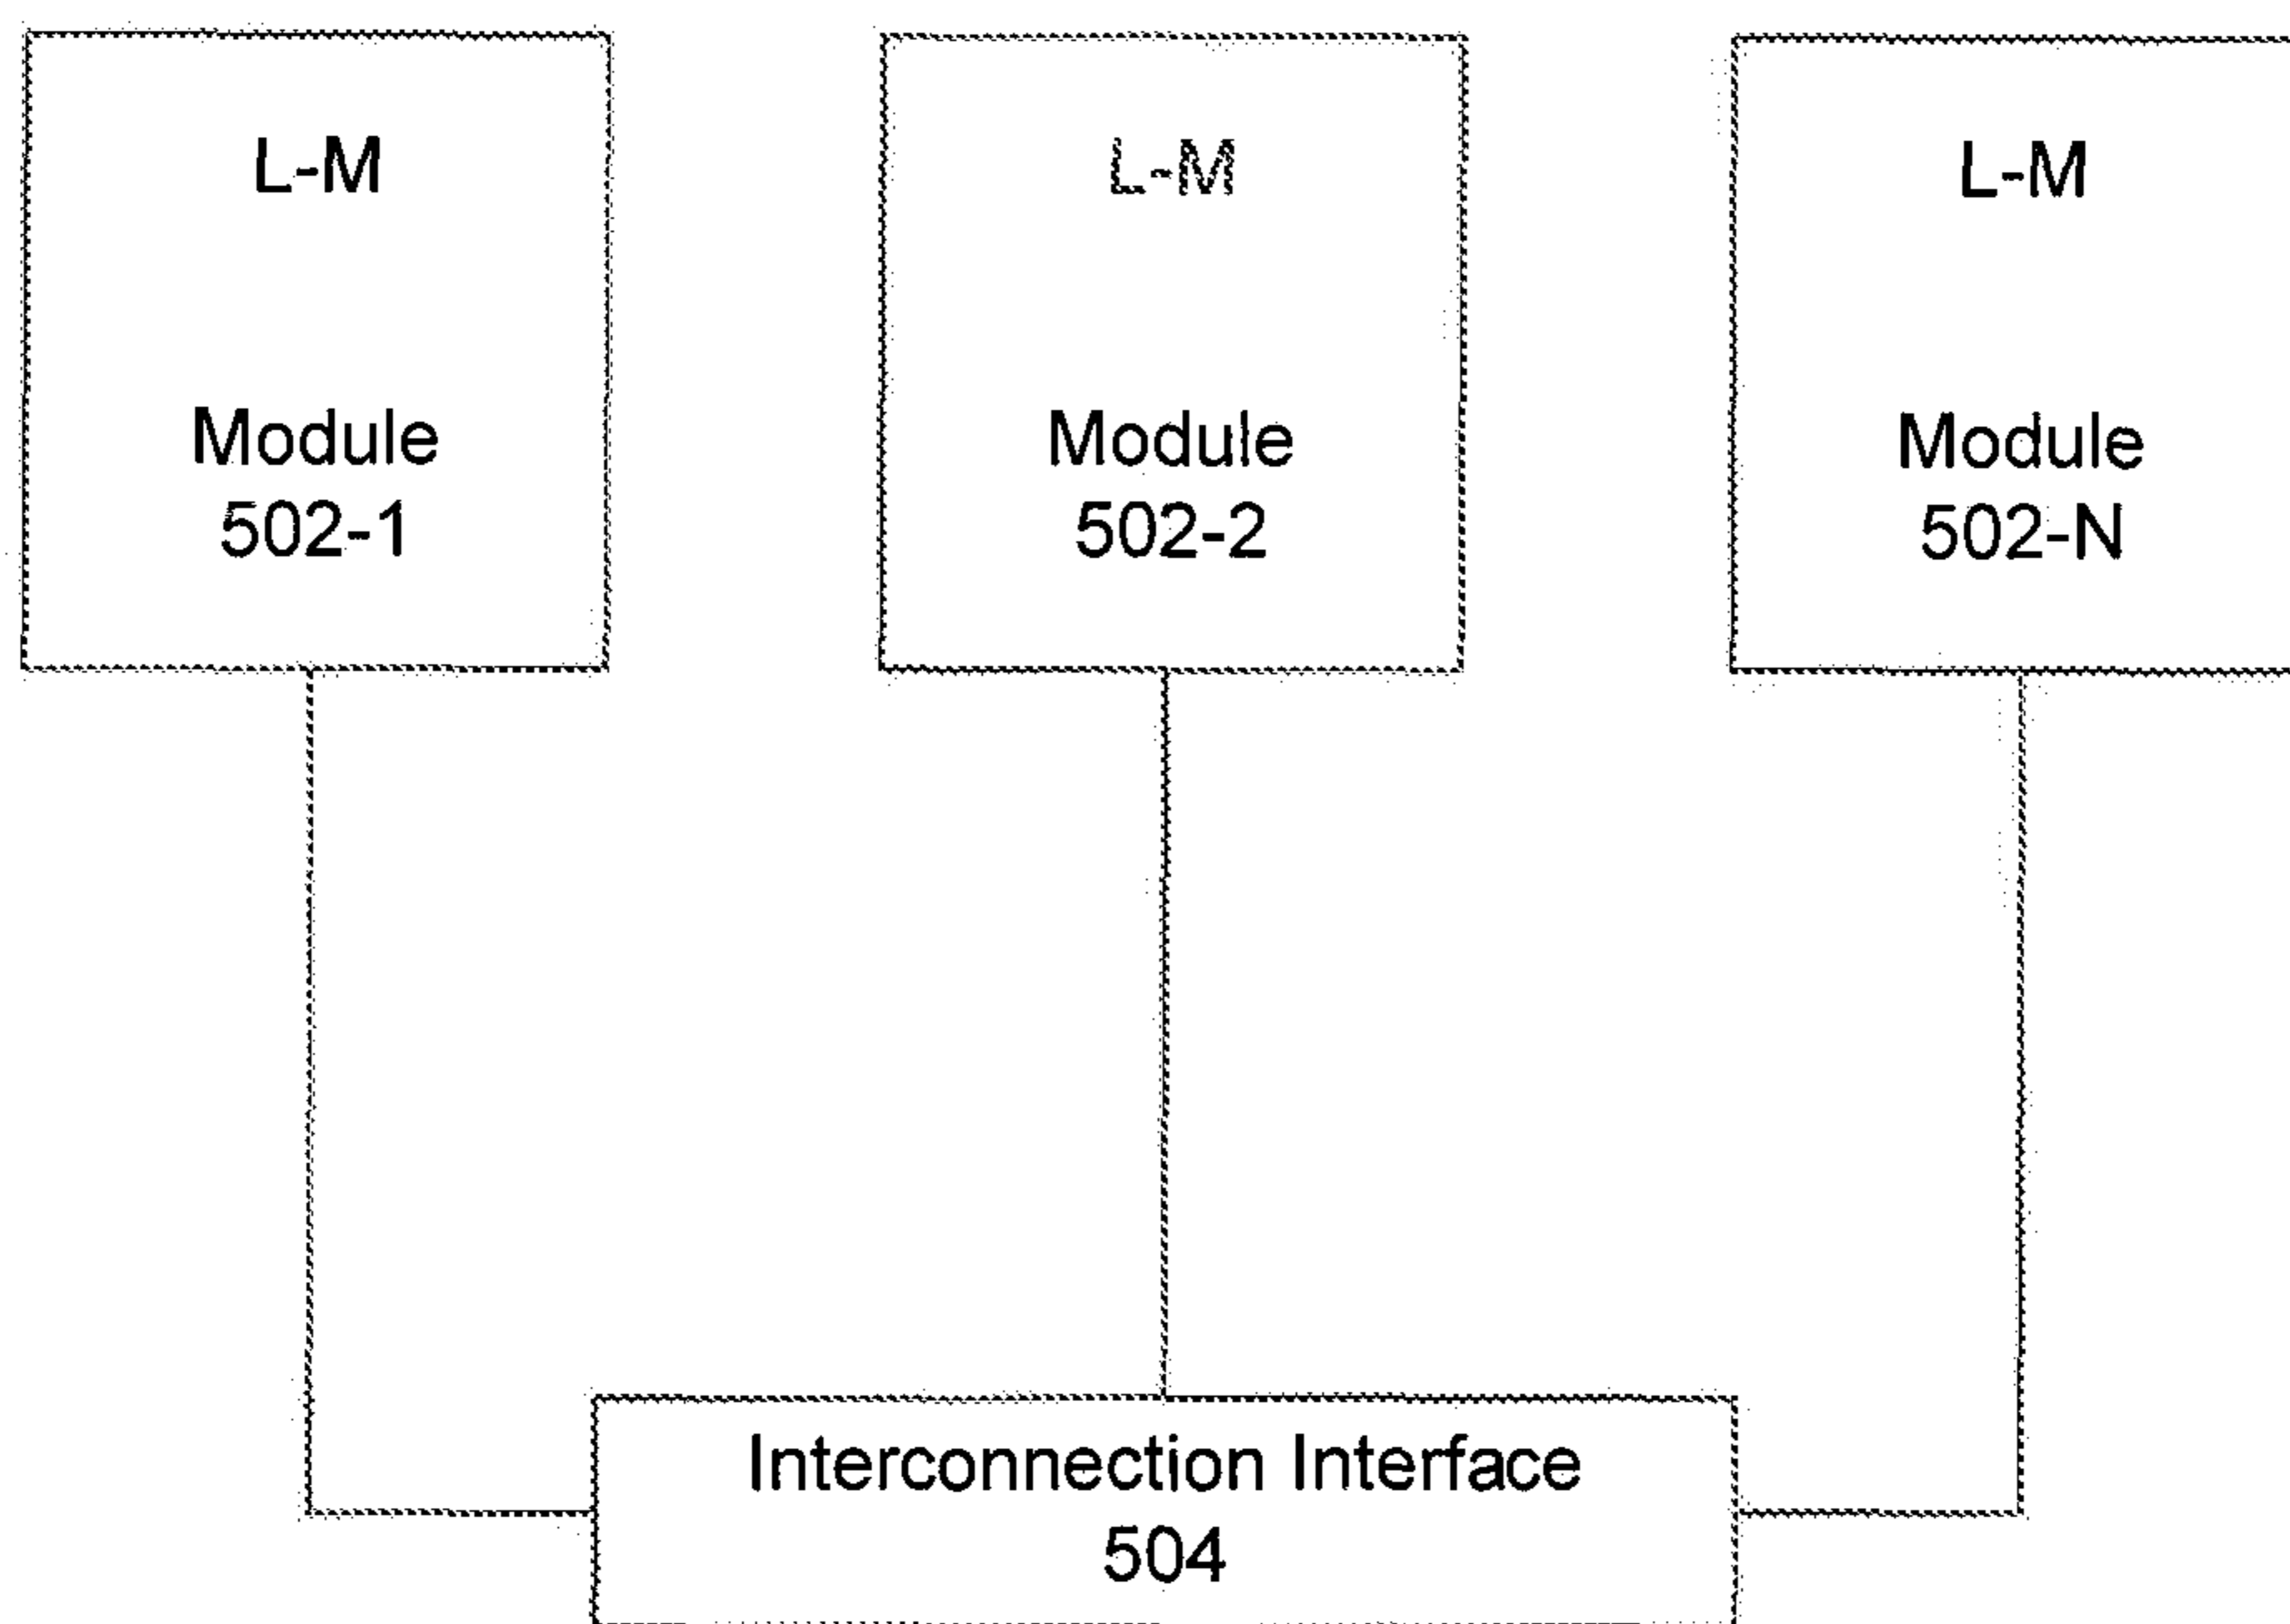 L-M
Module
502-1
L-M
Module
502-2
L-M
Module
502-N
Interconnection Interface
504